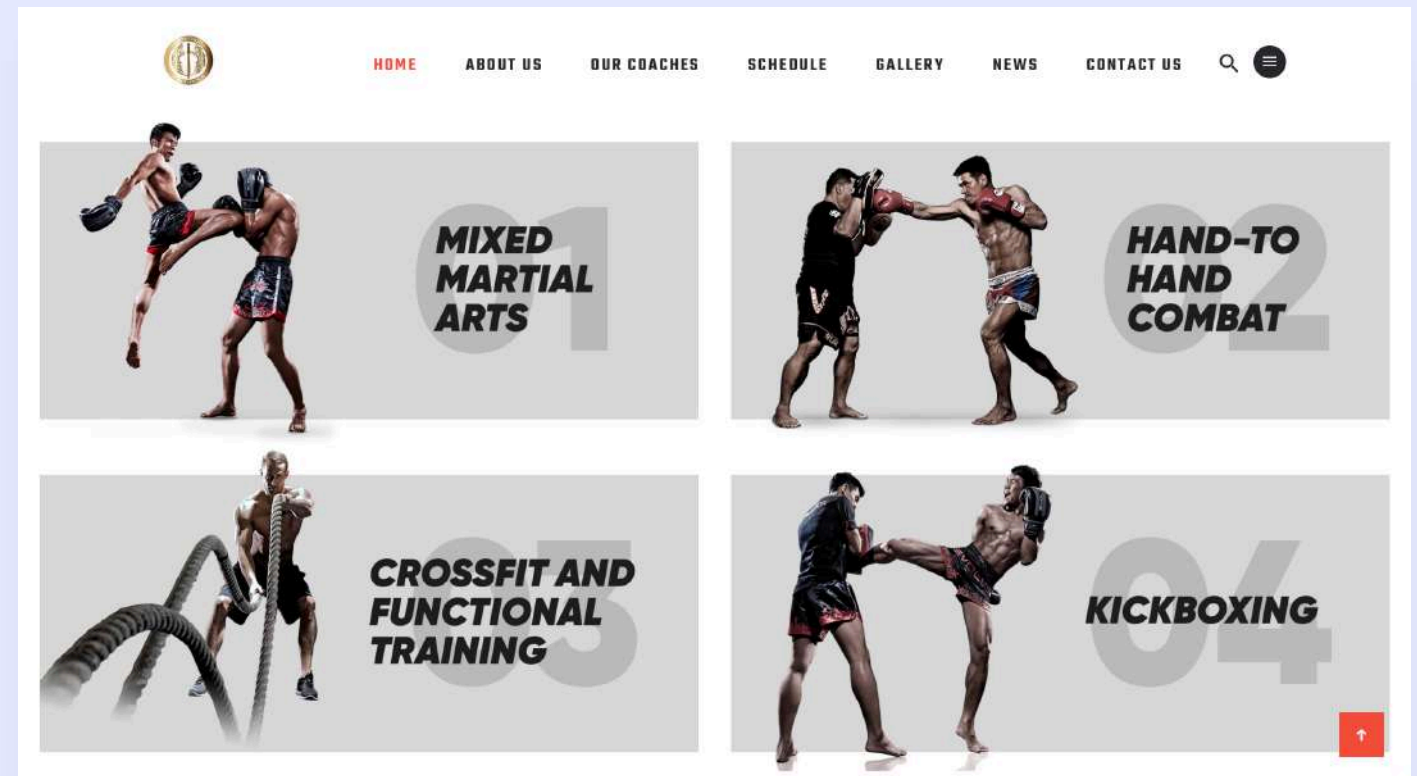 HOME ABOUT US OUR COACHES SCHEDULE GALLERY NEWS CONTACT US
01
MIXED
MARTIAL
ARTS
02
HAND-TO
HAND
COMBAT
03
CROSSFIT AND
FUNCTIONAL
TRAINING
04
KICKBOXING